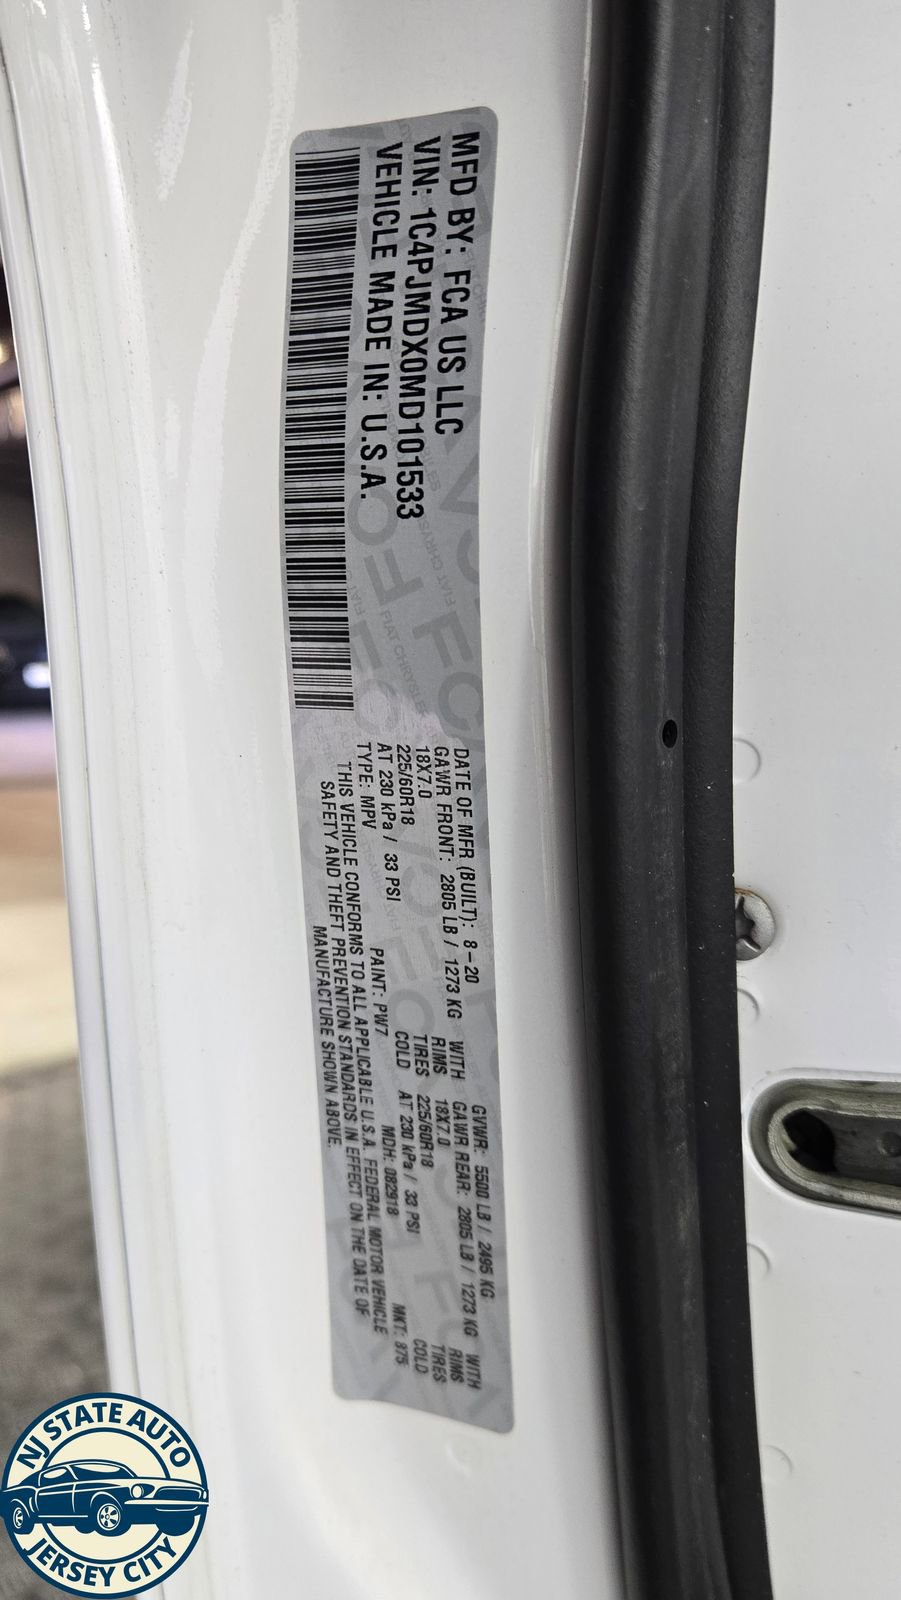 MFD BY: FCA US LLC
VIN: 1C4PJMDX0MD101533
VEHICLE MADE IN: U.S.A.
DATE OF MFR (BUILT): 8-20 GVWR: 5500 LB / 2495 KG
GAWR FRONT: 2805 LB / 1273 KG WITH GAWR REAR: 2805 LB / 1273 KG WITH
18X7.0 RIMS 18X7.0 RIMS
225/60R18 TIRES 225/60R18 TIRES
AT 230 kPa / 33 PSI COLD AT 230 kPa / 33 PSI COLD
TYPE: MPV PAINT: PW7 MDH: 082918 MKT: 875
THIS VEHICLE CONFORMS TO ALL APPLICABLE U.S.A. FEDERAL MOTOR VEHICLE
SAFETY AND THEFT PREVENTION STANDARDS IN EFFECT ON THE DATE OF
MANUFACTURE SHOWN ABOVE.
NJ STATE AUTO
JERSEY CITY